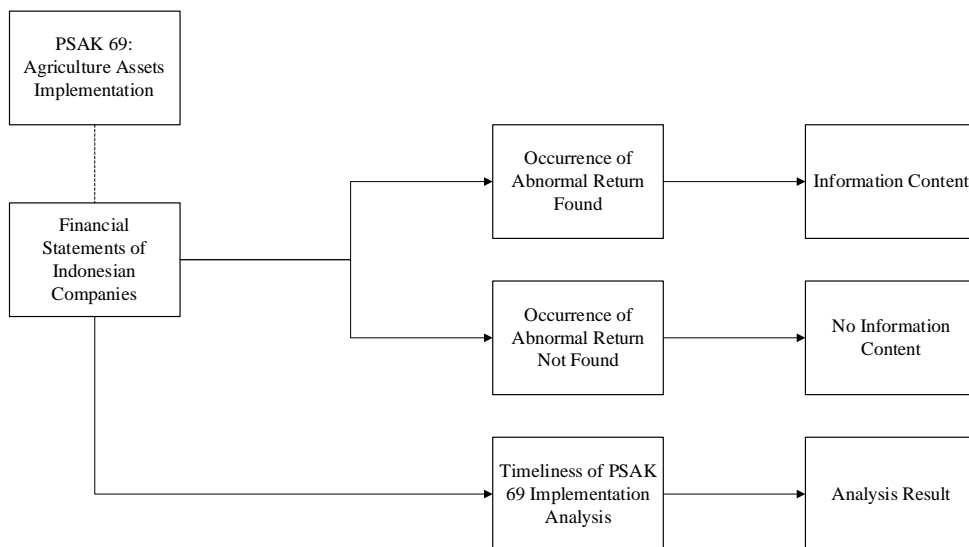 PSAK 69:
Agriculture Assets
Implementation
Financial
Statements of
Indonesian
Companies
Occurrence of
Abnormal Return
Found
Information Content
Occurrence of
Abnormal Return
Not Found
No Information
Content
Timeliness of PSAK
69 Implementation
Analysis
Analysis Result